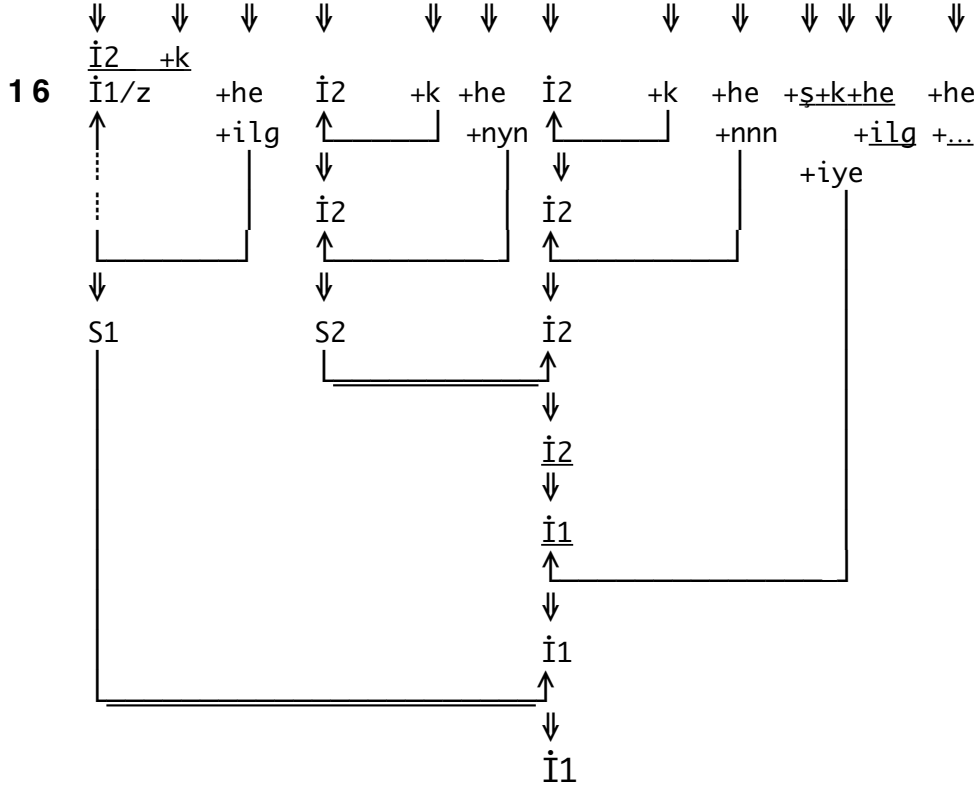 ⇓ ⇓ ⇓ ⇓ ⇓ ⇓ ⇓ ⇓ ⇓ ⇓ ⇓ ⇓ ⇓
İ2 +k
16 İ1/z +he İ2 +k +he İ2 +k +he +ş+k+he +he
+ilg +nyn +nnn +ilg +...
⇓ ⇓ +iye
İ2 İ2
⇓ ⇓ ⇓
S1 S2 İ2
⇓
İ2
⇓
İ1
⇓
İ1
⇓
İ1